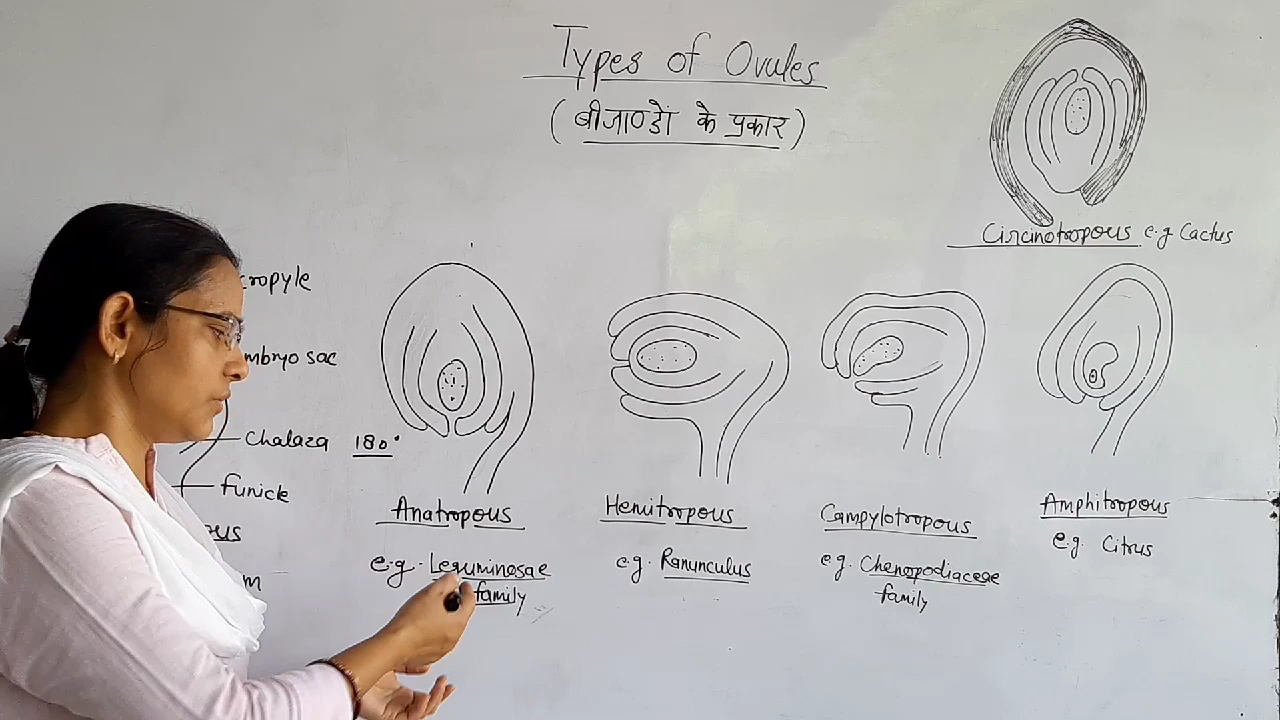 Types of Ovules
(बीजाण्डों के प्रकार)
Circinotropous e.g Cactus
cropyle
mbryo sac
Chalaza 180°
Funicle
ous
m
Anatropous
e.g. Leguminosae
family
Hemitropous
e.g. Ranunculus
Campylotropous
e.g. Chenopodiaceae
family
Amphitropous
e.g. Citrus